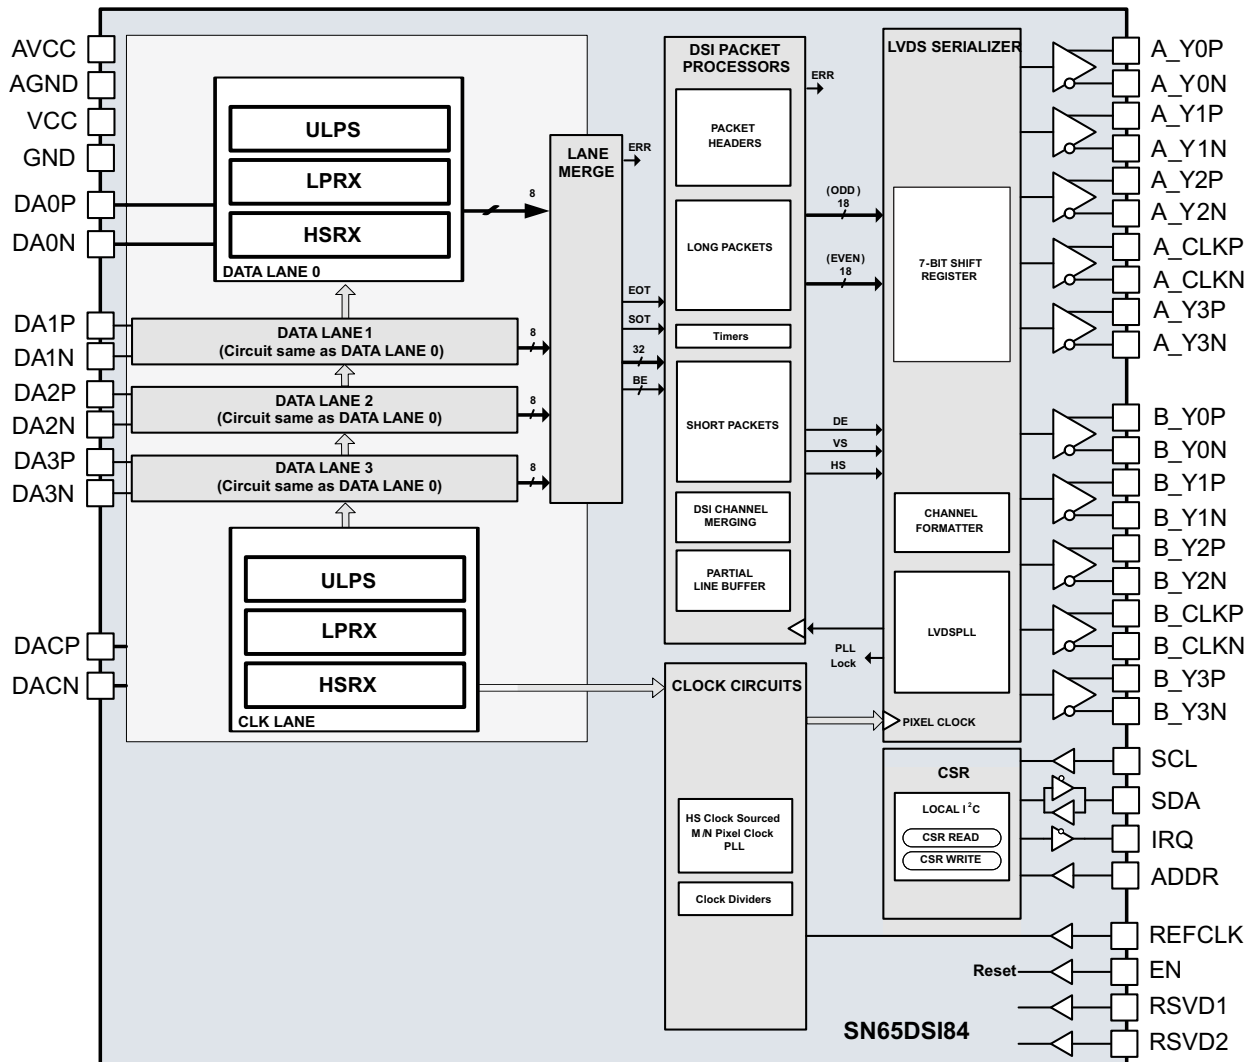 AVCC
AGND
VCC
GND
DA0P
DA0N
DA1P
DA1N
DA2P
DA2N
DA3P
DA3N
DACP
DACN
ULPS
LPRX
HSRX
DATA LANE 0
DATA LANE 1
(Circuit same as DATA LANE 0)
DATA LANE 2
(Circuit same as DATA LANE 0)
DATA LANE 3
(Circuit same as DATA LANE 0)
ULPS
LPRX
HSRX
CLK LANE
8
8
8
8
LANE
MERGE
ERR
EOT
SOT
32
BE
DSI PACKET
PROCESSORS
PACKET
HEADERS
LONG PACKETS
Timers
SHORT PACKETS
DSI CHANNEL
MERGING
PARTIAL
LINE BUFFER
ERR
(ODD)
18
(EVEN)
18
DE
VS
HS
PLL
Lock
CLOCK CIRCUITS
HS Clock Sourced
M/N Pixel Clock
PLL
Clock Dividers
LVDS SERIALIZER
7-BIT SHIFT
REGISTER
CHANNEL
FORMATTER
LVDSPLL
PIXEL CLOCK
CSR
LOCAL I²C
CSR READ
CSR WRITE
Reset
SN65DSI84
A_Y0P
A_Y0N
A_Y1P
A_Y1N
A_Y2P
A_Y2N
A_CLKP
A_CLKN
A_Y3P
A_Y3N
B_Y0P
B_Y0N
B_Y1P
B_Y1N
B_Y2P
B_Y2N
B_CLKP
B_CLKN
B_Y3P
B_Y3N
SCL
SDA
IRQ
ADDR
REFCLK
EN
RSVD1
RSVD2